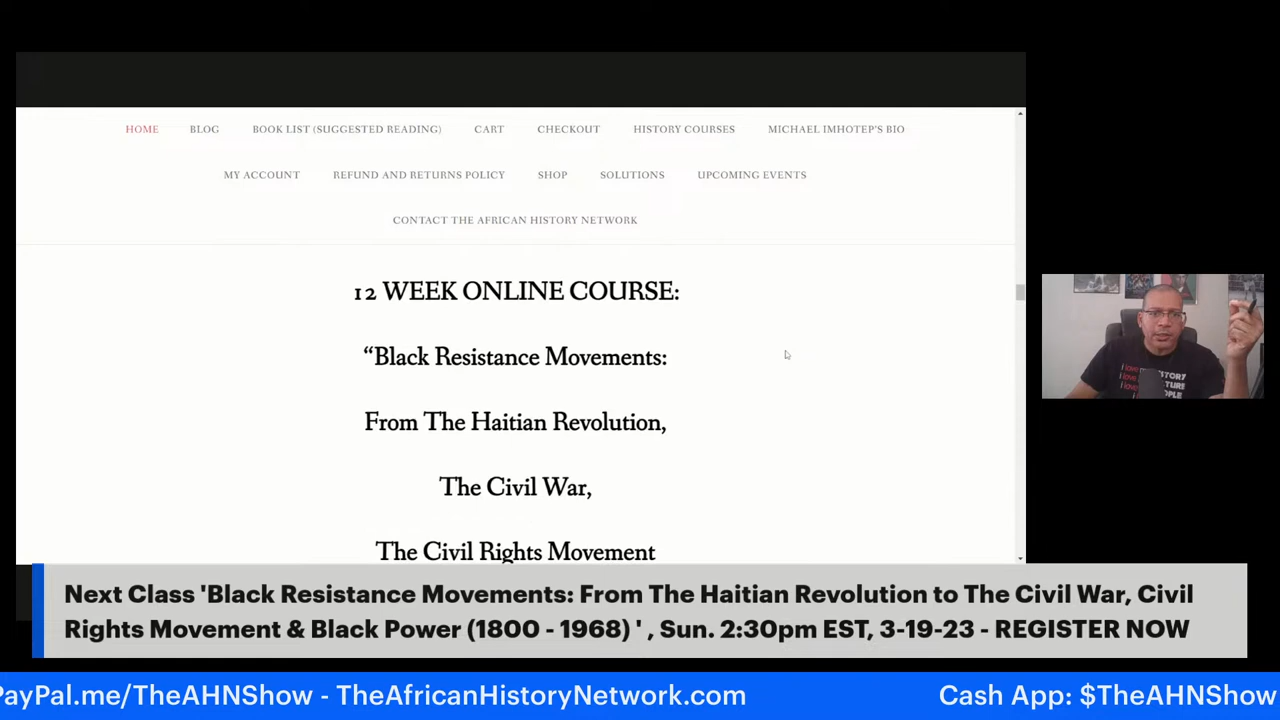 HOME BLOG BOOK LIST (SUGGESTED READING) CART CHECKOUT HISTORY COURSES MICHAEL IMHOTEP'S BIO
MY ACCOUNT REFUND AND RETURNS POLICY SHOP SOLUTIONS UPCOMING EVENTS
CONTACT THE AFRICAN HISTORY NETWORK
12 WEEK ONLINE COURSE:
“Black Resistance Movements:
From The Haitian Revolution,
The Civil War,
The Civil Rights Movement
Next Class 'Black Resistance Movements: From The Haitian Revolution to The Civil War, Civil
Rights Movement & Black Power (1800 - 1968) ' , Sun. 2:30pm EST, 3-19-23 - REGISTER NOW
PayPal.me/TheAHNShow - TheAfricanHistoryNetwork.com Cash App: $TheAHNShow